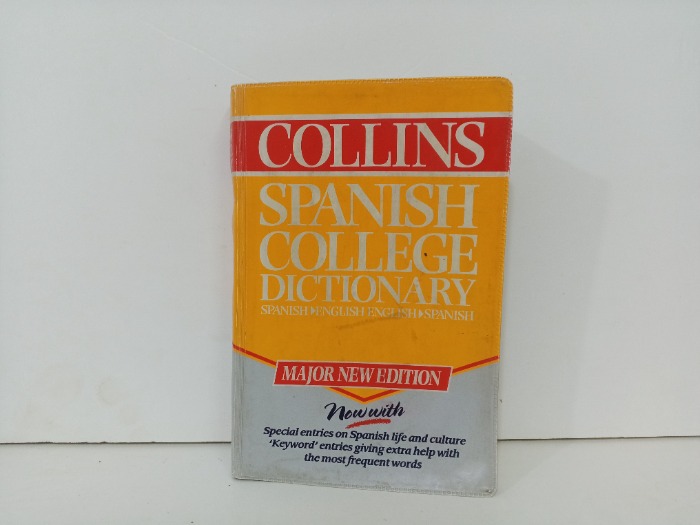 COLLINS
SPANISH
COLLEGE
DICTIONARY
SPANISH▸ENGLISH ENGLISH▸SPANISH
MAJOR NEW EDITION
Now with
Special entries on Spanish life and culture
'Keyword' entries giving extra help with
the most frequent words